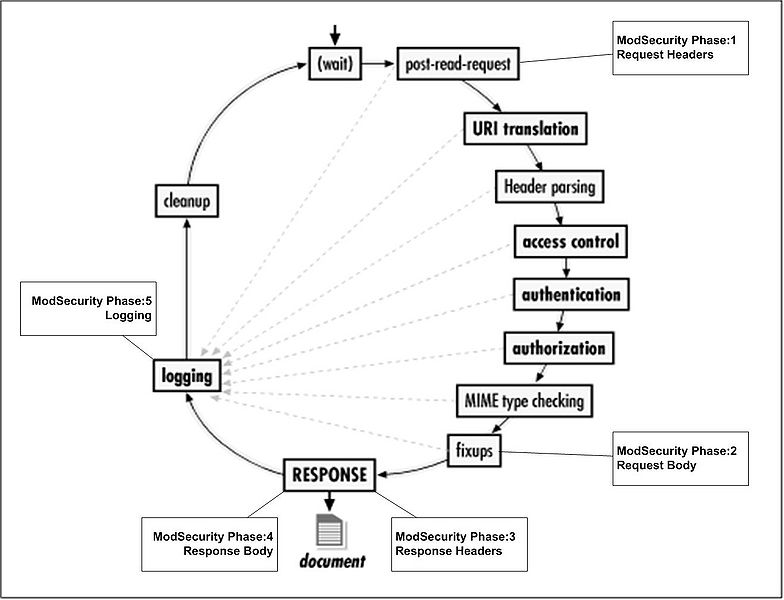 (wait)
post-read-request
ModSecurity Phase:1
Request Headers
URI translation
Header parsing
access control
authentication
authorization
MIME type checking
fixups
ModSecurity Phase:2
Request Body
RESPONSE
ModSecurity Phase:3
Response Headers
ModSecurity Phase:4
Response Body
document
logging
ModSecurity Phase:5
Logging
cleanup